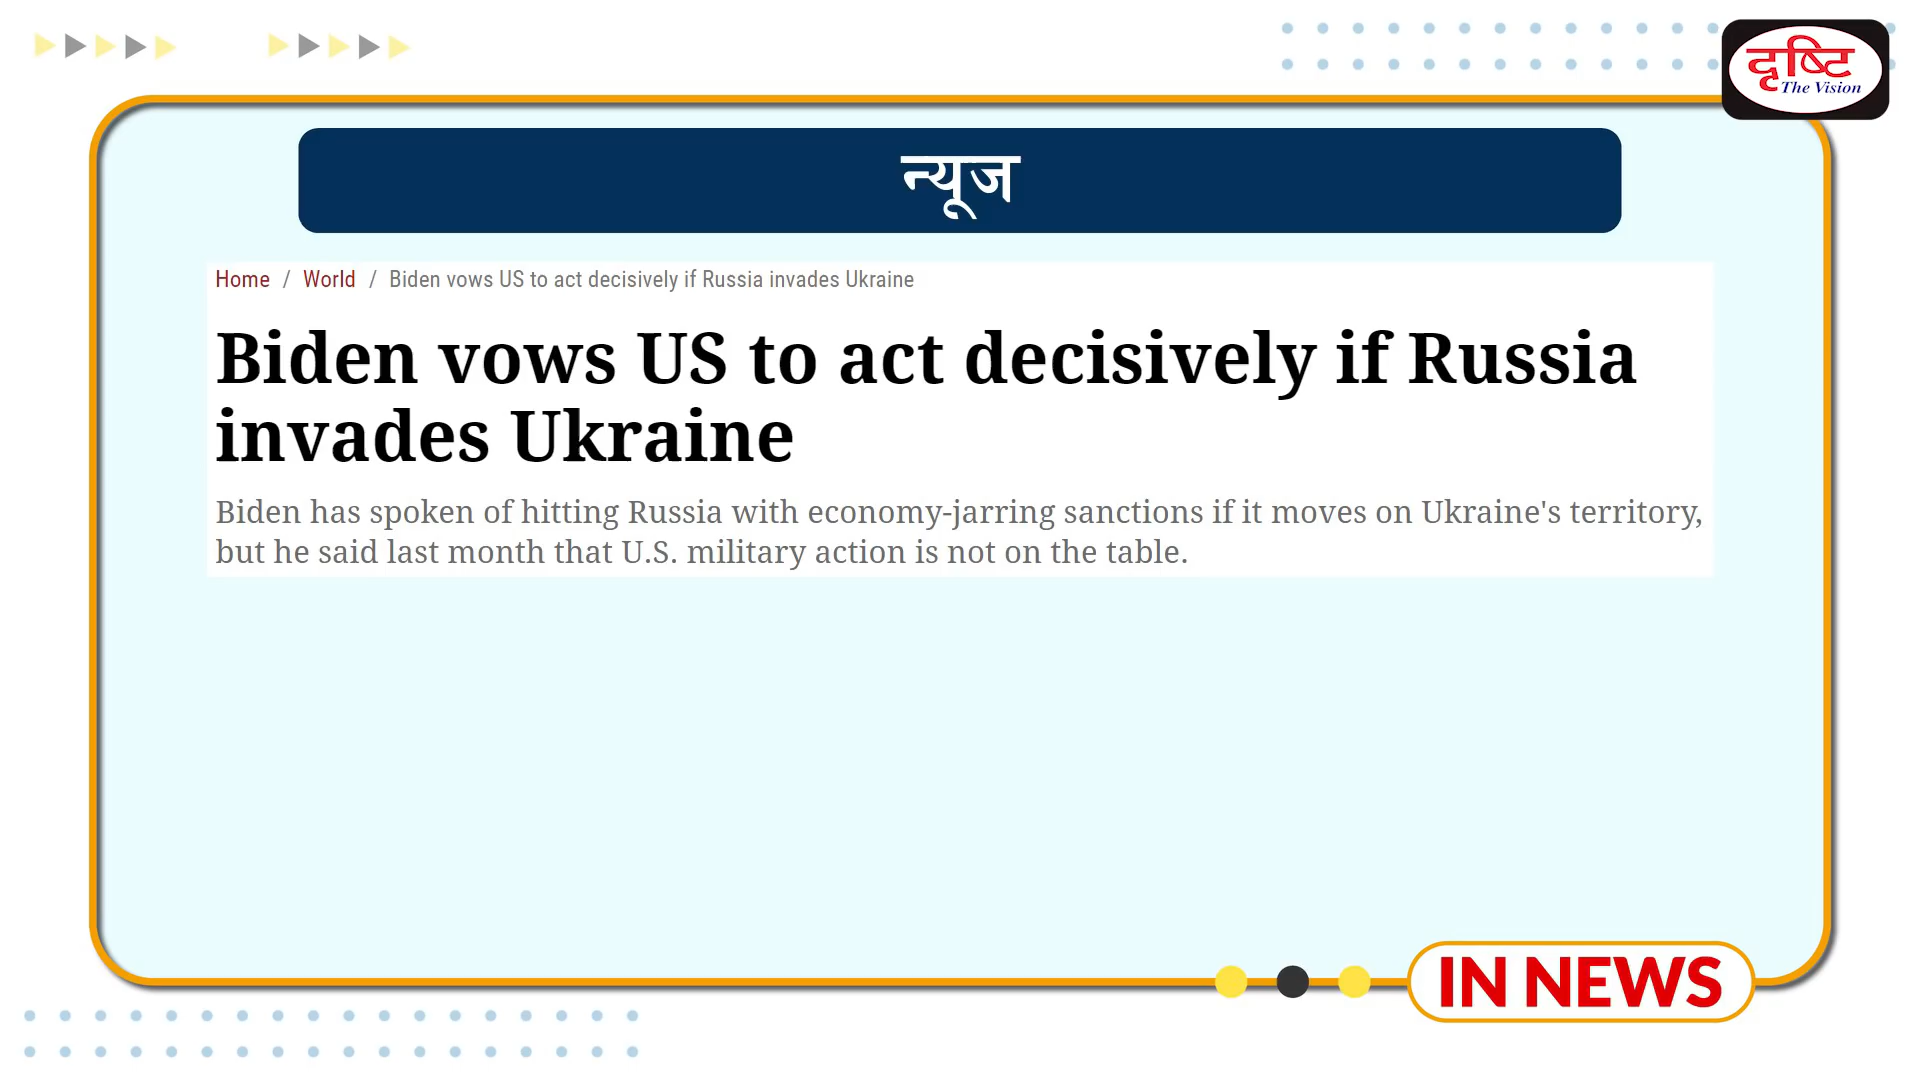 दृष्टि
The Vision
न्यूज
Home / World / Biden vows US to act decisively if Russia invades Ukraine
Biden vows US to act decisively if Russia
invades Ukraine
Biden has spoken of hitting Russia with economy-jarring sanctions if it moves on Ukraine's territory,
but he said last month that U.S. military action is not on the table.
IN NEWS